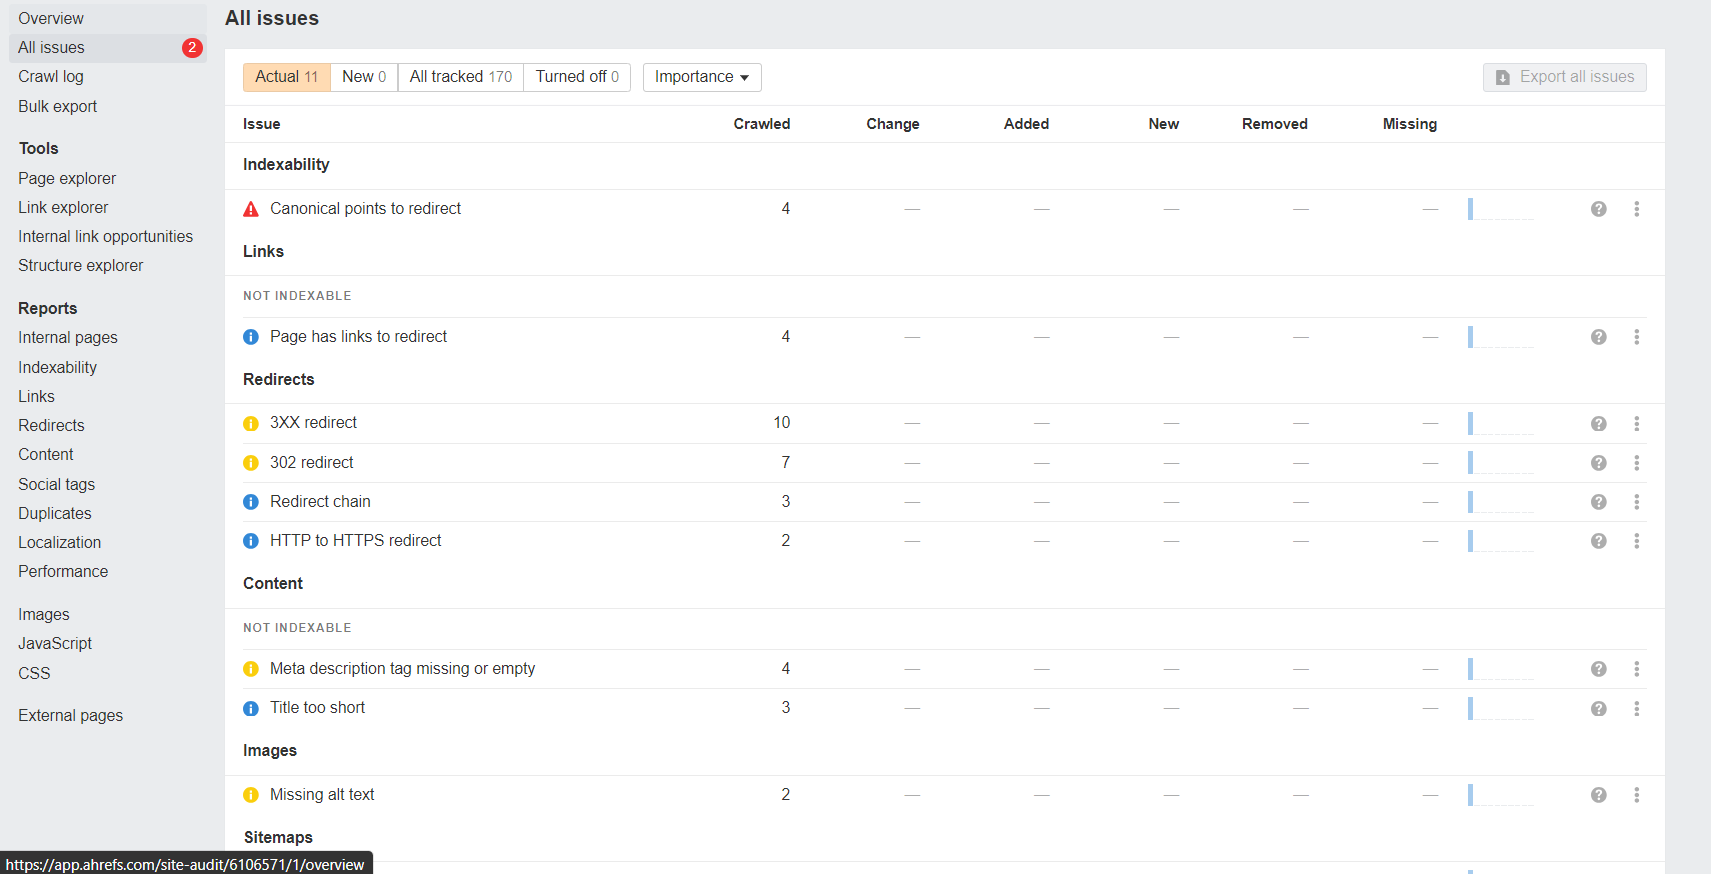 Overview
All issues 2
Crawl log
Bulk export
Tools
Page explorer
Link explorer
Internal link opportunities
Structure explorer
Reports
Internal pages
Indexability
Links
Redirects
Content
Social tags
Duplicates
Localization
Performance
Images
JavaScript
CSS
External pages
https://app.ahrefs.com/site-audit/6106571/1/overview
All issues
Actual 11 New 0 All tracked 170 Turned off 0 Importance Export all issues
Issue Crawled Change Added New Removed Missing
Indexability
Canonical points to redirect 4 — — — — —
Links
NOT INDEXABLE
Page has links to redirect 4 — — — — —
Redirects
3XX redirect 10 — — — — —
302 redirect 7 — — — — —
Redirect chain 3 — — — — —
HTTP to HTTPS redirect 2 — — — — —
Content
NOT INDEXABLE
Meta description tag missing or empty 4 — — — — —
Title too short 3 — — — — —
Images
Missing alt text 2 — — — — —
Sitemaps